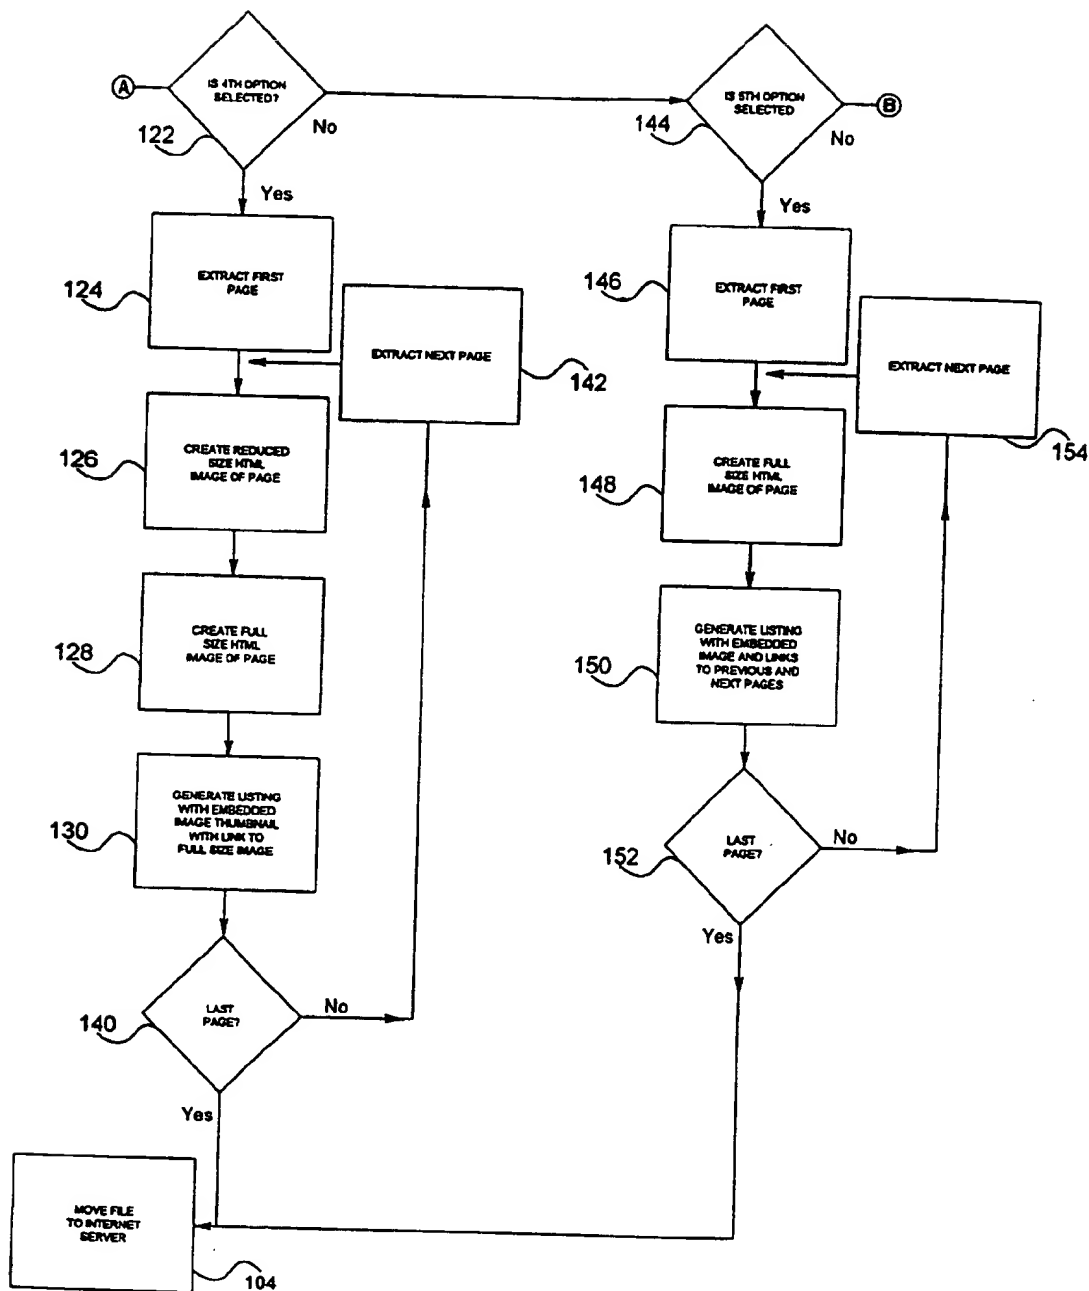 A
IS 4TH OPTION
SELECTED?
No
122
Yes
IS 5TH OPTION
SELECTED
B
144
No
Yes
EXTRACT FIRST
PAGE
124
EXTRACT NEXT PAGE
142
CREATE REDUCED
SIZE HTML
IMAGE OF PAGE
126
CREATE FULL
SIZE HTML
IMAGE OF PAGE
128
GENERATE LISTING
WITH EMBEDDED
IMAGE THUMBNAIL
WITH LINK TO
FULL SIZE IMAGE
130
LAST
PAGE?
140
No
Yes
EXTRACT FIRST
PAGE
146
EXTRACT NEXT PAGE
154
CREATE FULL
SIZE HTML
IMAGE OF PAGE
148
GENERATE LISTING
WITH EMBEDDED
IMAGE AND LINKS
TO PREVIOUS AND
NEXT PAGES
150
LAST
PAGE?
152
No
Yes
MOVE FILE
TO INTERNET
SERVER
104